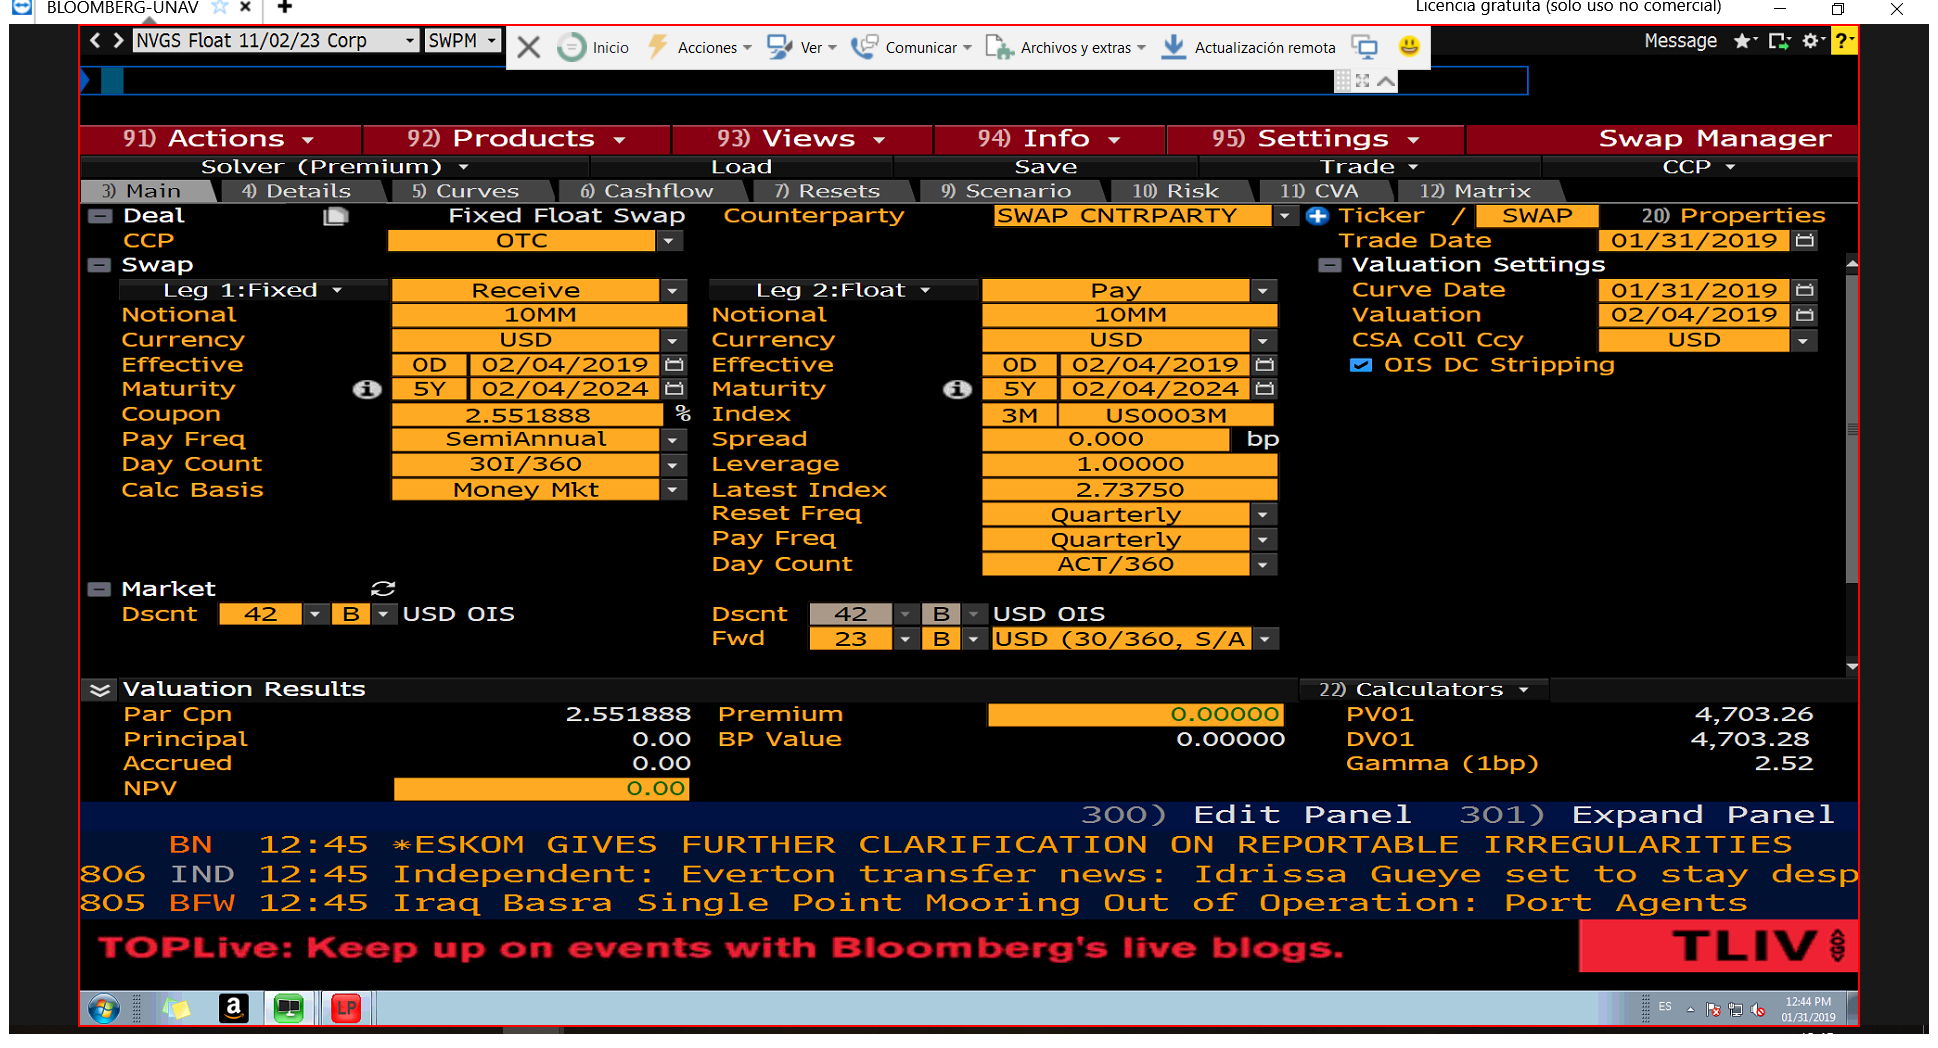 BLOOMBERG-UNAV
Licencia gratuita (solo uso no comercial)
NVGS Float 11/02/23 Corp SWPM Inicio Acciones Ver Comunicar Archivos y extras Actualización remota Message ?
91) Actions 92) Products 93) Views 94) Info 95) Settings Swap Manager
Solver (Premium) Load Save Trade CCP
3) Main 4) Details 5) Curves 6) Cashflow 7) Resets 9) Scenario 10) Risk 11) CVA 12) Matrix
Deal Fixed Float Swap Counterparty SWAP CNTRPARTY Ticker / SWAP 20) Properties
CCP OTC Trade Date 01/31/2019
Swap Valuation Settings
Leg 1:Fixed Receive Leg 2:Float Pay Curve Date 01/31/2019
Notional 10MM Notional 10MM Valuation 02/04/2019
Currency USD Currency USD CSA Coll Ccy USD
Effective 0D 02/04/2019 Effective 0D 02/04/2019 OIS DC Stripping
Maturity 5Y 02/04/2024 Maturity 5Y 02/04/2024
Coupon 2.551888 % Index 3M US0003M
Pay Freq SemiAnnual Spread 0.000 bp
Day Count 30I/360 Leverage 1.00000
Calc Basis Money Mkt Latest Index 2.73750
Reset Freq Quarterly
Pay Freq Quarterly
Day Count ACT/360
Market
Dscnt 42 B USD OIS Dscnt 42 B USD OIS
Fwd 23 B USD (30/360, S/A
Valuation Results 22) Calculators
Par Cpn 2.551888 Premium 0.00000 PV01 4,703.26
Principal 0.00 BP Value 0.00000 DV01 4,703.28
Accrued 0.00 Gamma (1bp) 2.52
NPV 0.00
300) Edit Panel 301) Expand Panel
BN 12:45 *ESKOM GIVES FURTHER CLARIFICATION ON REPORTABLE IRREGULARITIES
806 IND 12:45 Independent: Everton transfer news: Idrissa Gueye set to stay desp
805 BFW 12:45 Iraq Basra Single Point Mooring Out of Operation: Port Agents
TOPLive: Keep up on events with Bloomberg's live blogs. TLIV <GO>
a LP ES 12:44 PM
01/31/2019